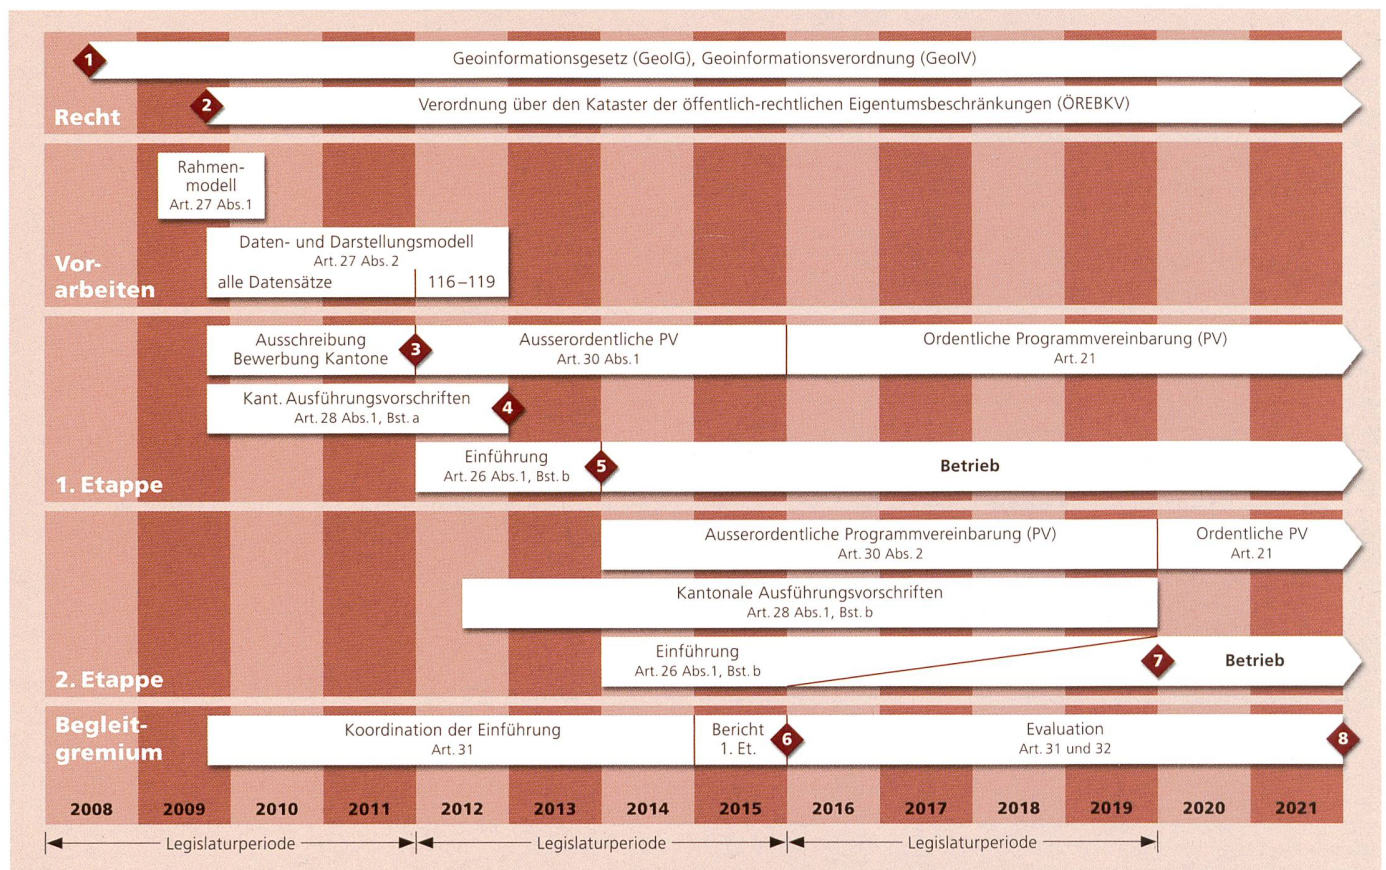 1
Geoinformationsgesetz (GeoIG), Geoinformationsverordnung (GeoIV)
2
Verordnung über den Kataster der öffentlich-rechtlichen Eigentumsbeschränkungen (ÖREBKV)
Recht
Rahmen-
modell
Art. 27 Abs. 1
Daten- und Darstellungsmodell
Art. 27 Abs. 2
alle Datensätze
116–119
Vor-
arbeiten
Ausschreibung
Bewerbung Kantone
3
Ausserordentliche PV
Art. 30 Abs. 1
Ordentliche Programmvereinbarung (PV)
Art. 21
Kant. Ausführungsvorschriften
Art. 28 Abs. 1, Bst. a
4
Einführung
Art. 26 Abs. 1, Bst. b
5
Betrieb
1. Etappe
Ausserordentliche Programmvereinbarung (PV)
Art. 30 Abs. 2
Ordentliche PV
Art. 21
Kantonale Ausführungsvorschriften
Art. 28 Abs. 1, Bst. b
Einführung
Art. 26 Abs. 1, Bst. b
7
Betrieb
2. Etappe
Begleit-
gremium
Koordination der Einführung
Art. 31
Bericht
1. Et.
6
Evaluation
Art. 31 und 32
8
2008 2009 2010 2011 2012 2013 2014 2015 2016 2017 2018 2019 2020 2021
Legislaturperiode Legislaturperiode Legislaturperiode